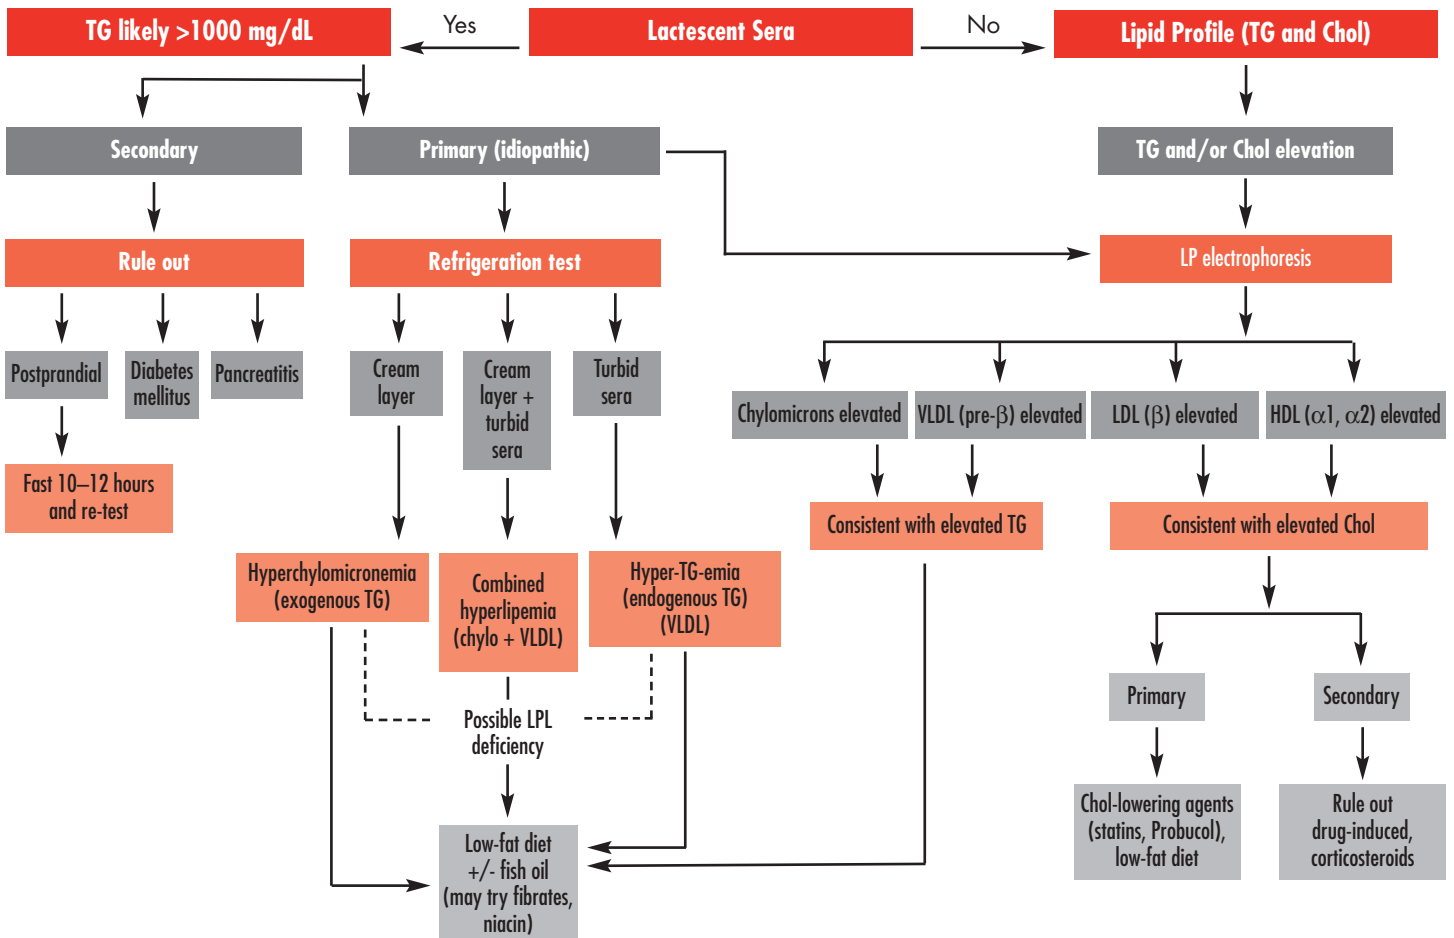 TG likely >1000 mg/dL
Yes
Lactescent Sera
No
Lipid Profile (TG and Chol)
Secondary
Primary (idiopathic)
TG and/or Chol elevation
Rule out
Refrigeration test
LP electrophoresis
Postprandial
Diabetes
mellitus
Pancreatitis
Cream
layer
Cream
layer +
turbid
sera
Turbid
sera
Chylomicrons elevated
VLDL (pre-β) elevated
LDL (β) elevated
HDL (α1, α2) elevated
Fast 10–12 hours
and re-test
Consistent with elevated TG
Consistent with elevated Chol
Hyperchylomicronemia
(exogenous TG)
Combined
hyperlipemia
(chylo + VLDL)
Hyper-TG-emia
(endogenous TG)
(VLDL)
Possible LPL
deficiency
Primary
Secondary
Low-fat diet
+/- fish oil
(may try fibrates,
niacin)
Chol-lowering agents
(statins, Probucol),
low-fat diet
Rule out
drug-induced,
corticosteroids